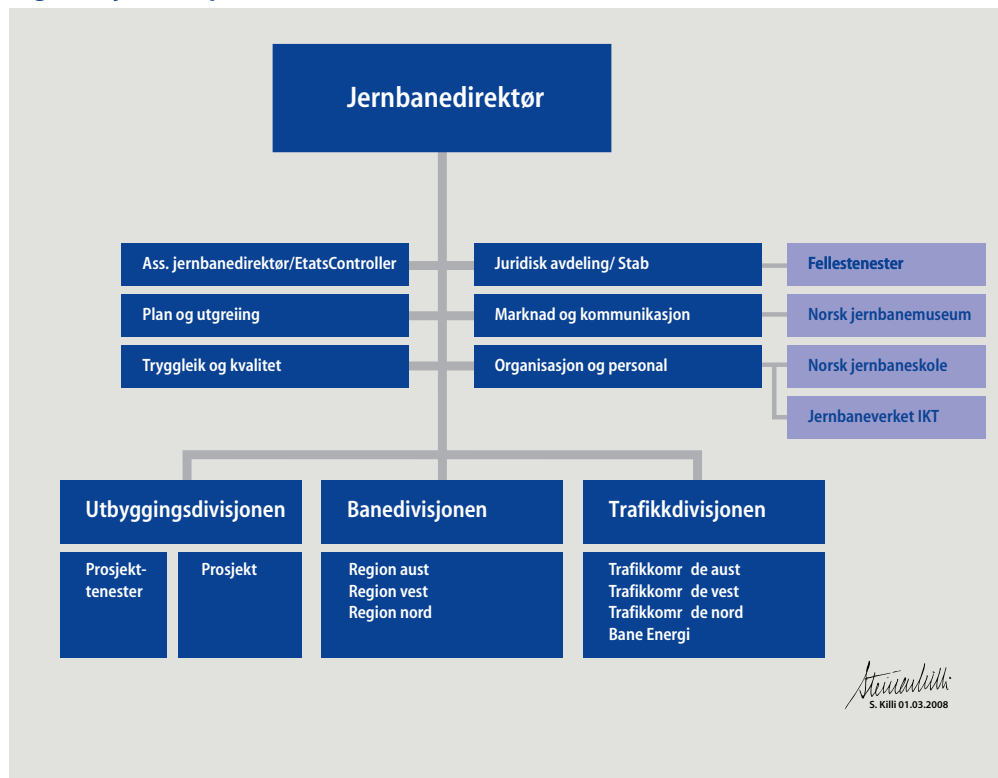 Jernbanedirektør
Ass. jernbanedirektør/EtatsController
Juridisk avdeling/ Stab
Fellestenester
Plan og utgreiing
Marknad og kommunikasjon
Norsk jernbanemuseum
Tryggleik og kvalitet
Organisasjon og personal
Norsk jernbaneskole
Jernbaneverket IKT
Utbyggingsdivisjonen
Banedivisjonen
Trafikkdivisjonen
Prosjekt-
tenester
Prosjekt
Region aust
Region vest
Region nord
Trafikkomr de aust
Trafikkomr de vest
Trafikkomr de nord
Bane Energi
S. Killi 01.03.2008